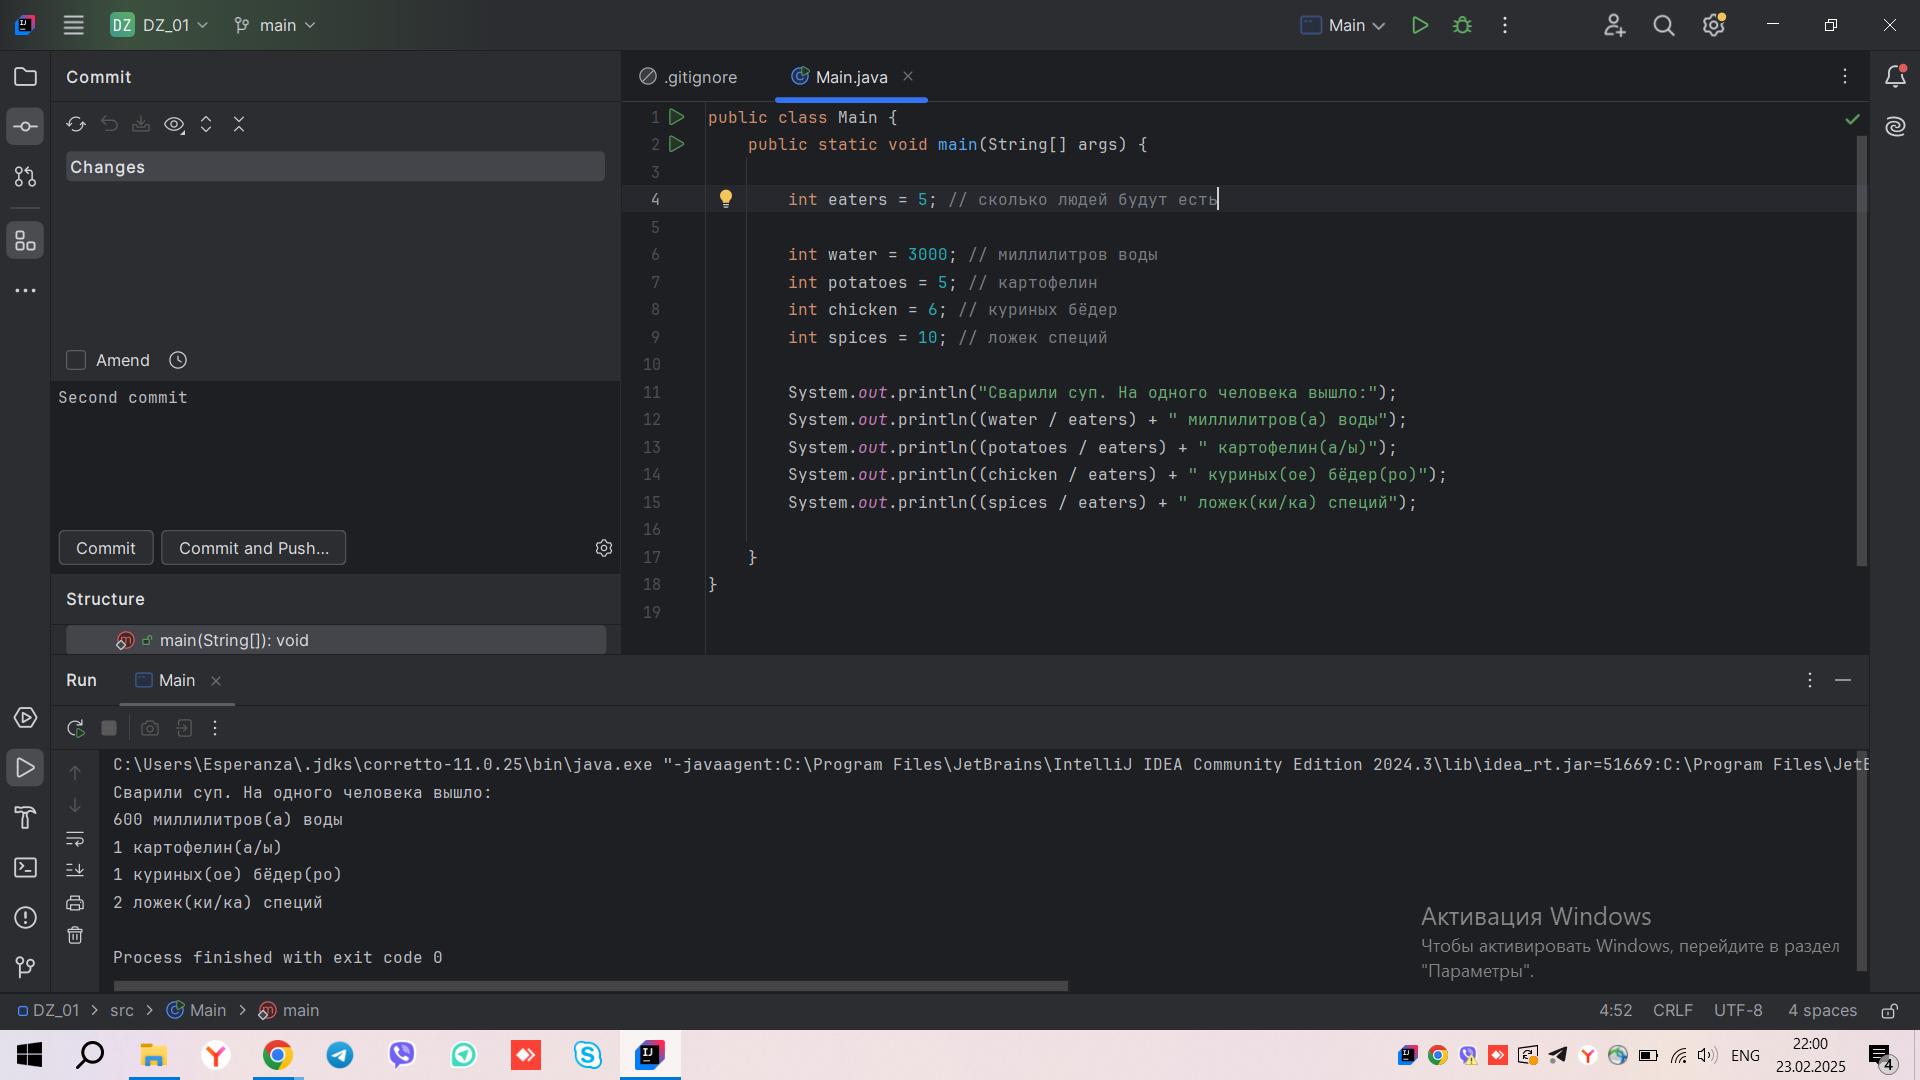 DZ DZ_01 main Main
Commit
Changes
Amend
Second commit
Commit Commit and Push...
Structure
main(String[]): void
.gitignore Main.java
1 public class Main {
2 public static void main(String[] args) {
3
4 int eaters = 5; // сколько людей будут есть
5
6 int water = 3000; // миллилитров воды
7 int potatoes = 5; // картофелин
8 int chicken = 6; // куриных бёдер
9 int spices = 10; // ложек специй
10
11 System.out.println("Сварили суп. На одного человека вышло:");
12 System.out.println((water / eaters) + " миллилитров(а) воды");
13 System.out.println((potatoes / eaters) + " картофелин(а/ы)");
14 System.out.println((chicken / eaters) + " куриных(ое) бёдер(ро)");
15 System.out.println((spices / eaters) + " ложек(ки/ка) специй");
16
17 }
18 }
19
Run Main
C:\Users\Esperanza\.jdks\corretto-11.0.25\bin\java.exe "-javaagent:C:\Program Files\JetBrains\IntelliJ IDEA Community Edition 2024.3\lib\idea_rt.jar=51669:C:\Program Files\JetB
Сварили суп. На одного человека вышло:
600 миллилитров(а) воды
1 картофелин(а/ы)
1 куриных(ое) бёдер(ро)
2 ложек(ки/ка) специй
Process finished with exit code 0
Активация Windows
Чтобы активировать Windows, перейдите в раздел
"Параметры".
DZ_01 src Main main 4:52 CRLF UTF-8 4 spaces
ENG
22:00
23.02.2025
4